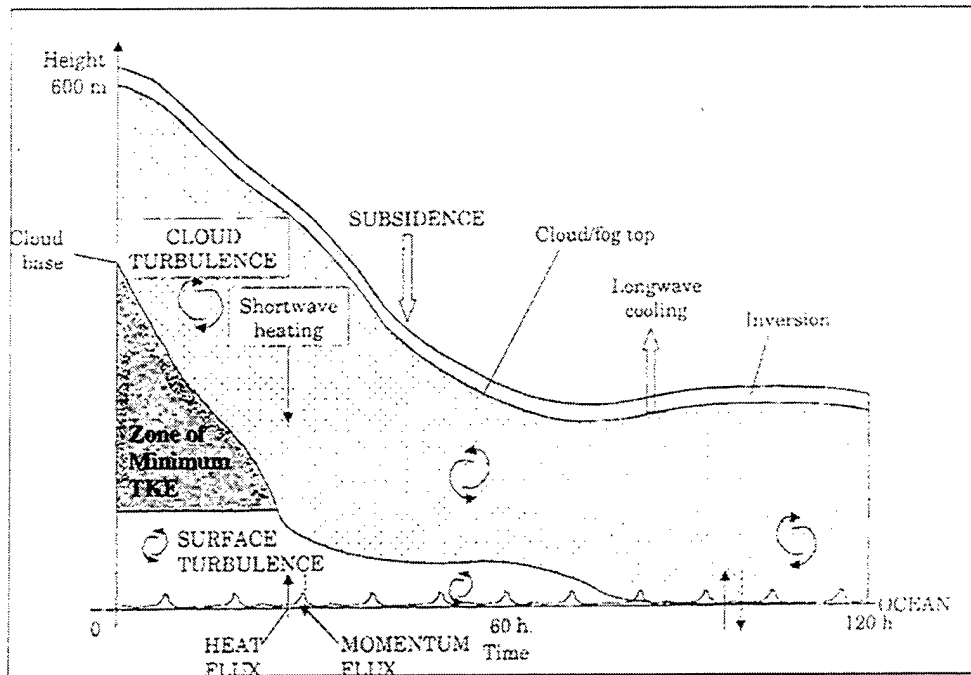 Height
600 m
SUBSIDENCE
Cloud/fog top
Cloud
base
CLOUD
TURBULENCE
Shortwave
heating
Longwave
cooling
Inversion
Zone of
Minimum
TKE
SURFACE
TURBULENCE
OCEAN
0
60 h.
120 h
Time
HEAT
FLUX
MOMENTUM
FLUX